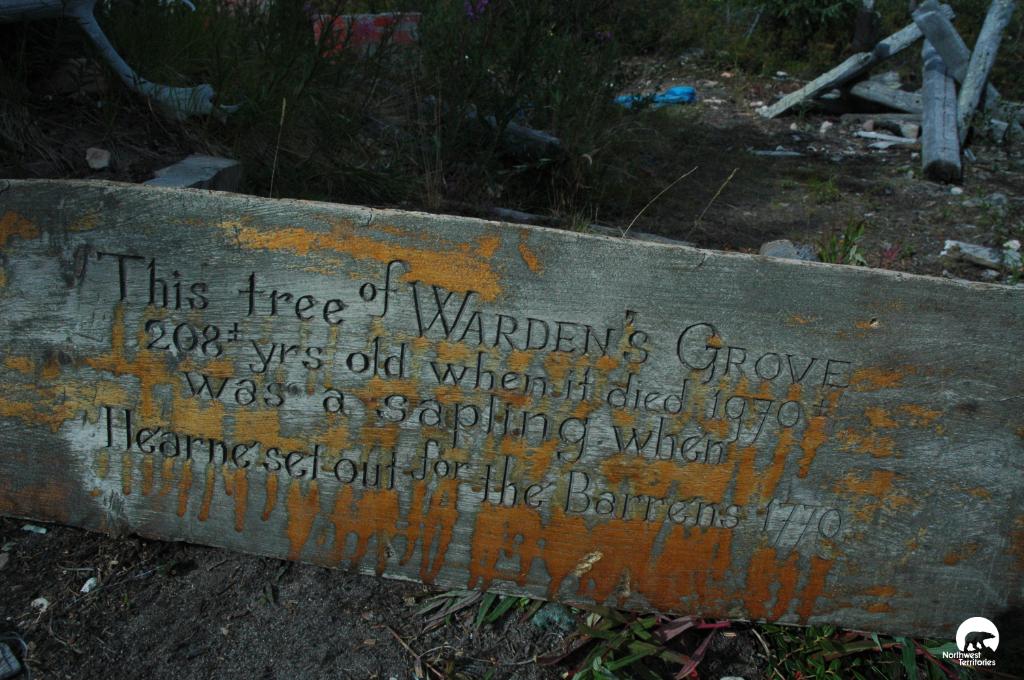 This tree of WARDEN'S GROVE
208± yrs old when it died 1970±
was a sapling when
Hearne set out for the Barrens 1770
Northwest
Territories